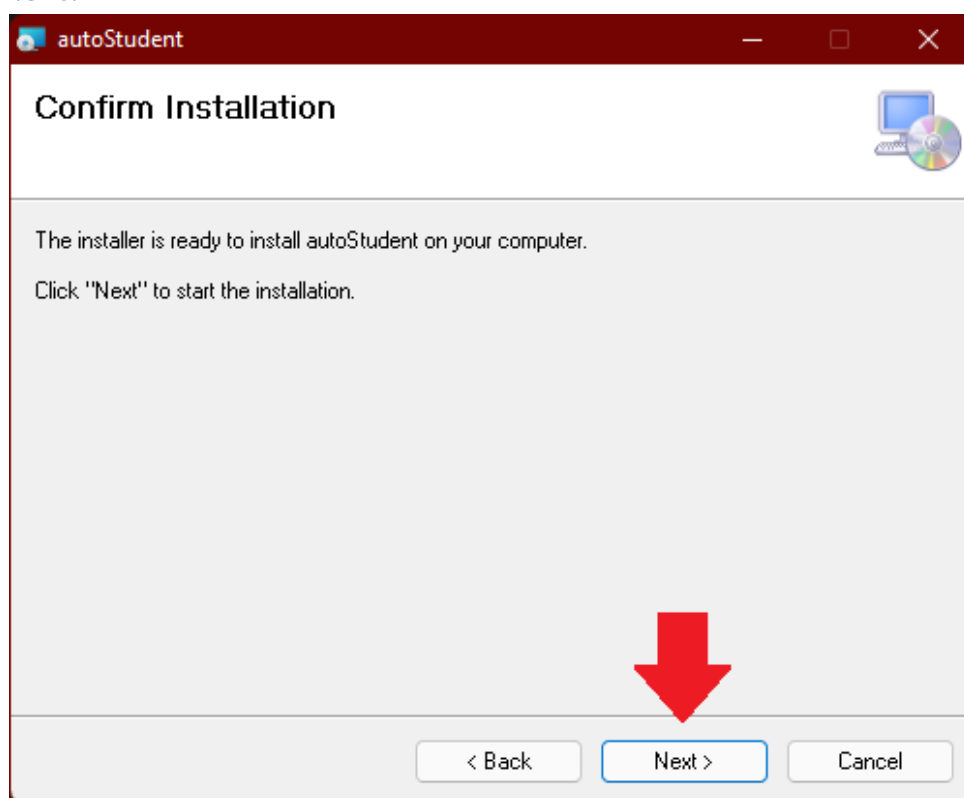 autoStudent
Confirm Installation
The installer is ready to install autoStudent on your computer.
Click "Next" to start the installation.
< Back
Next >
Cancel